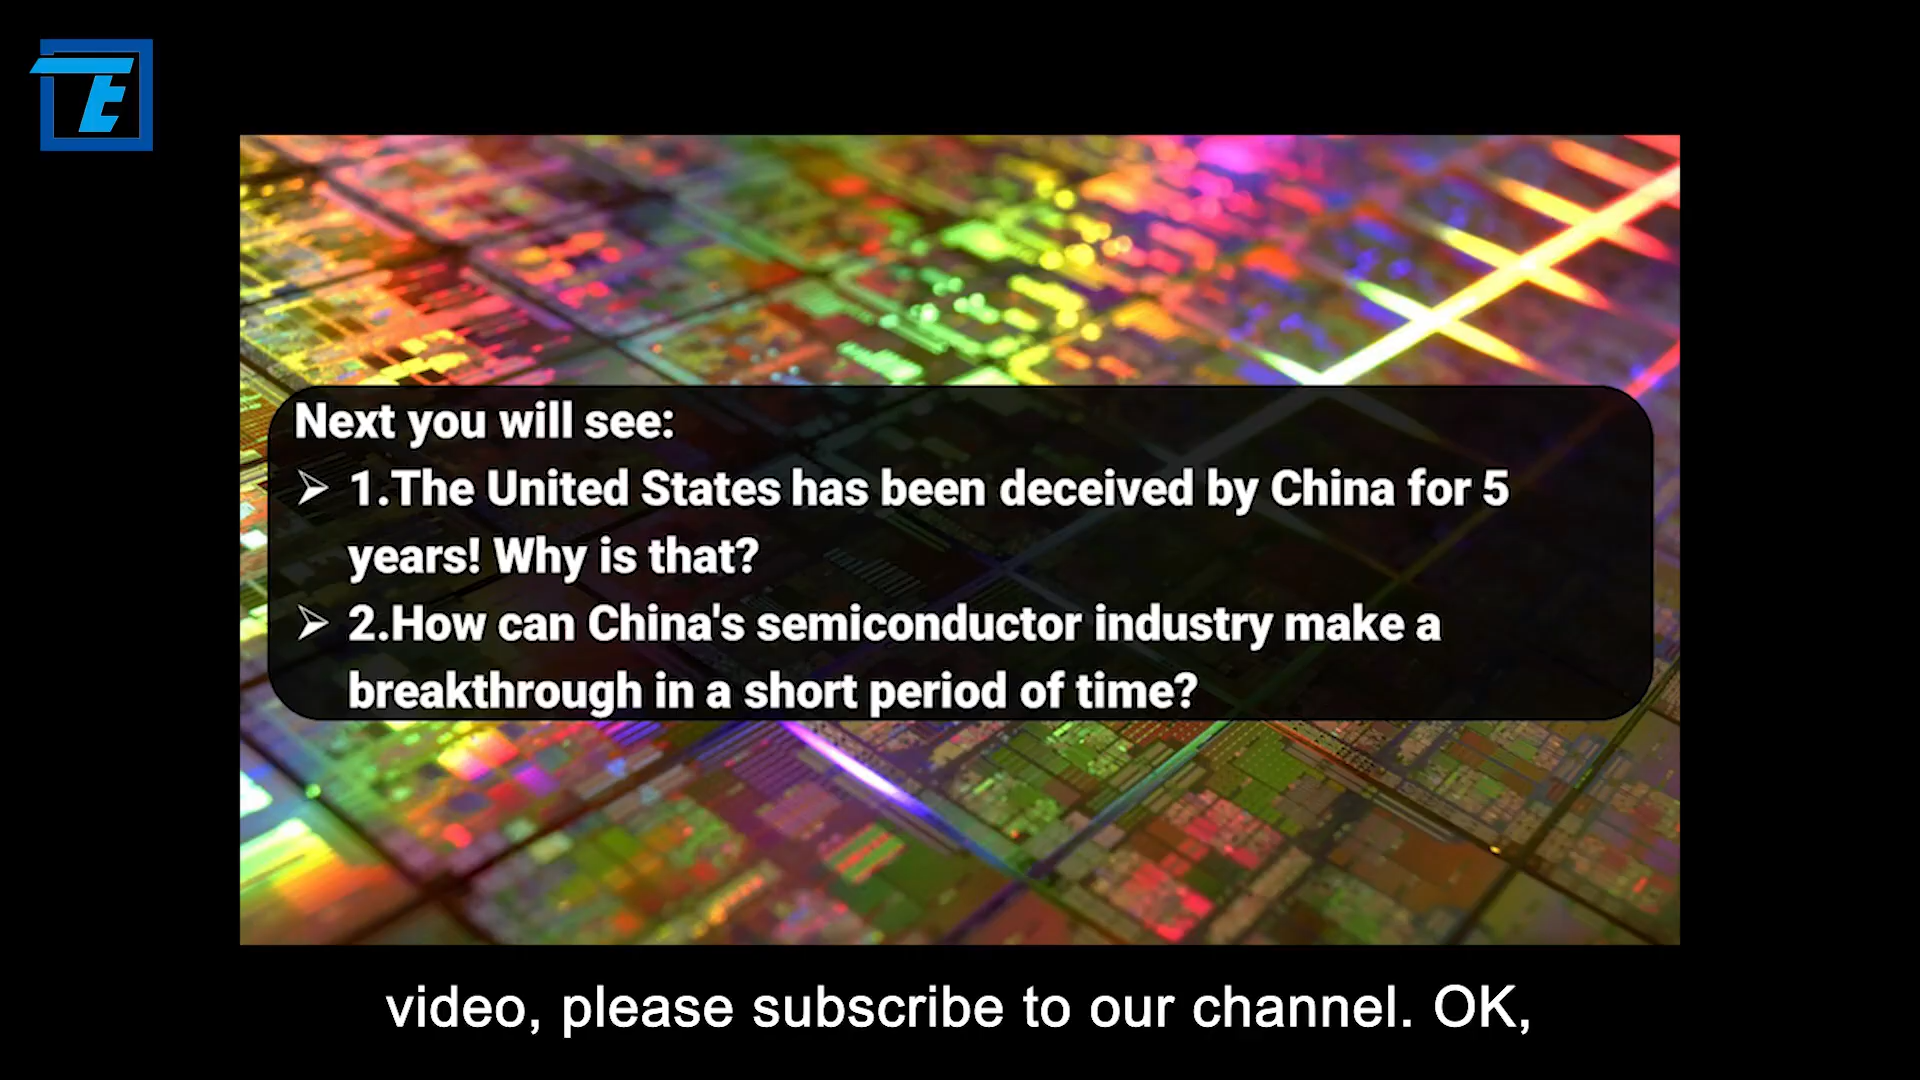 TE
Next you will see:
➢ 1.The United States has been deceived by China for 5
years! Why is that?
➢ 2.How can China's semiconductor industry make a
breakthrough in a short period of time?
video, please subscribe to our channel. OK,